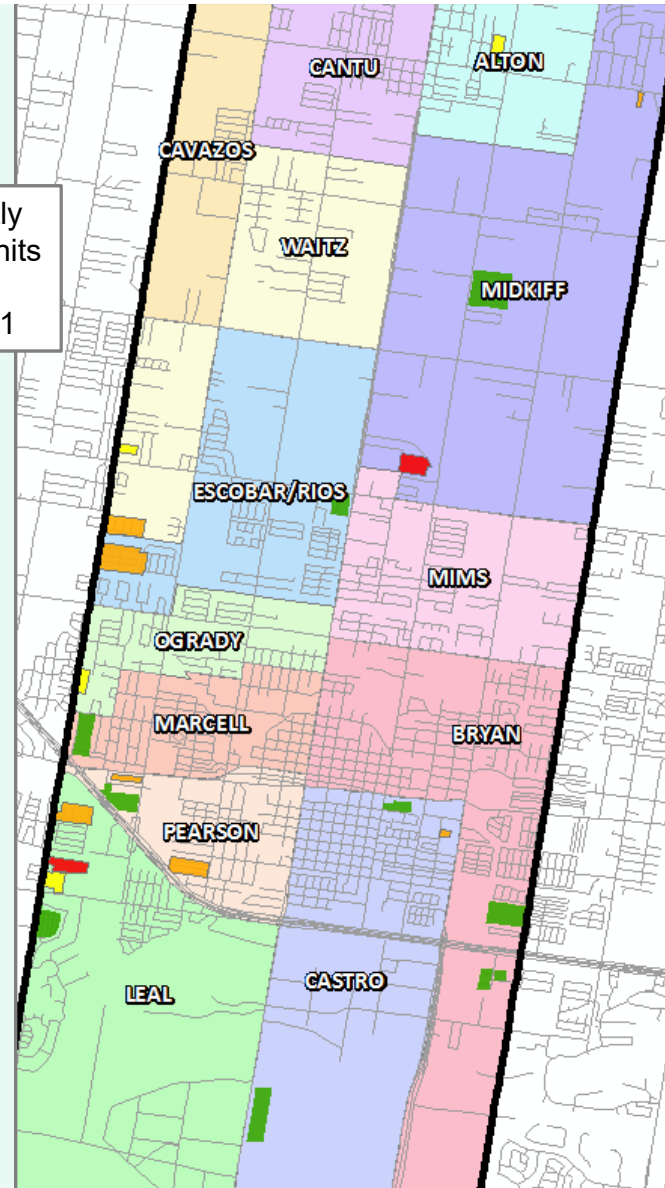 CANTU
ALTON
CAVAZOS
ly
nits
1
WAITZ
MIDKIFF
ESCOBAR/RIOS
MIMS
OGRADY
MARCELL
BRYAN
PEARSON
LEAL
CASTRO